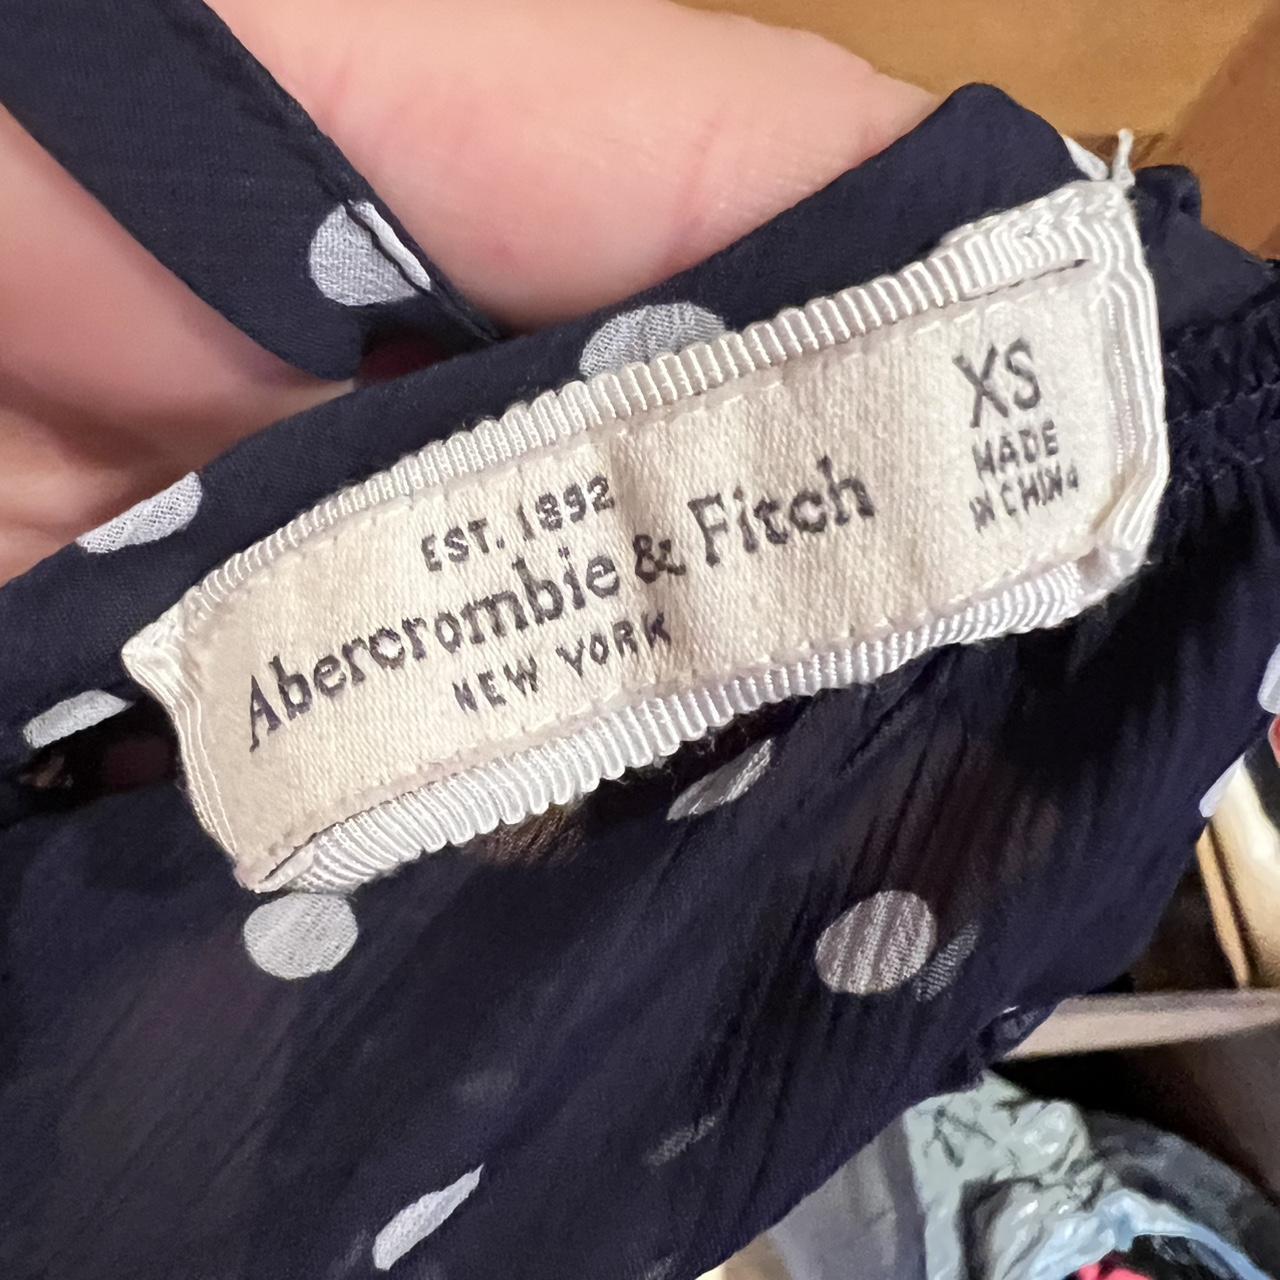 EST. 1892
Abercrombie & Fitch
NEW YORK
XS
MADE
IN CHINA